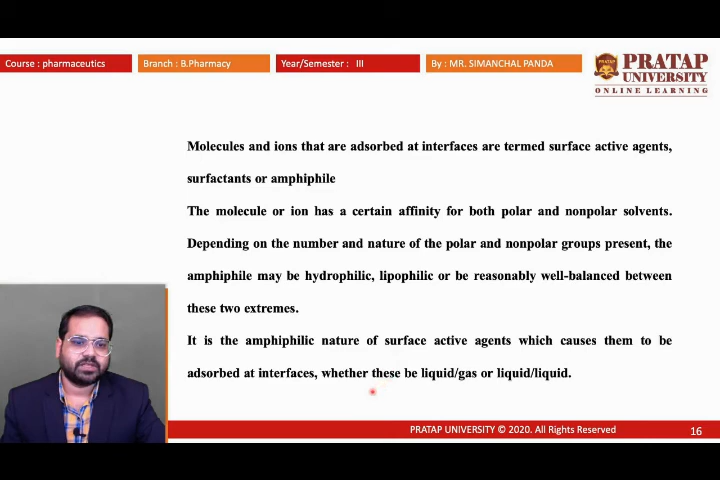 Course : pharmaceutics
Branch : B.Pharmacy
Year/Semester : III
By : MR. SIMANCHAL PANDA
PRATAP
PRATAP
UNIVERSITY
ONLINE LEARNING
Molecules and ions that are adsorbed at interfaces are termed surface active agents,
surfactants or amphiphile
The molecule or ion has a certain affinity for both polar and nonpolar solvents.
Depending on the number and nature of the polar and nonpolar groups present, the
amphiphile may be hydrophilic, lipophilic or be reasonably well-balanced between
these two extremes.
It is the amphiphilic nature of surface active agents which causes them to be
adsorbed at interfaces, whether these be liquid/gas or liquid/liquid.
PRATAP UNIVERSITY © 2020. All Rights Reserved
16